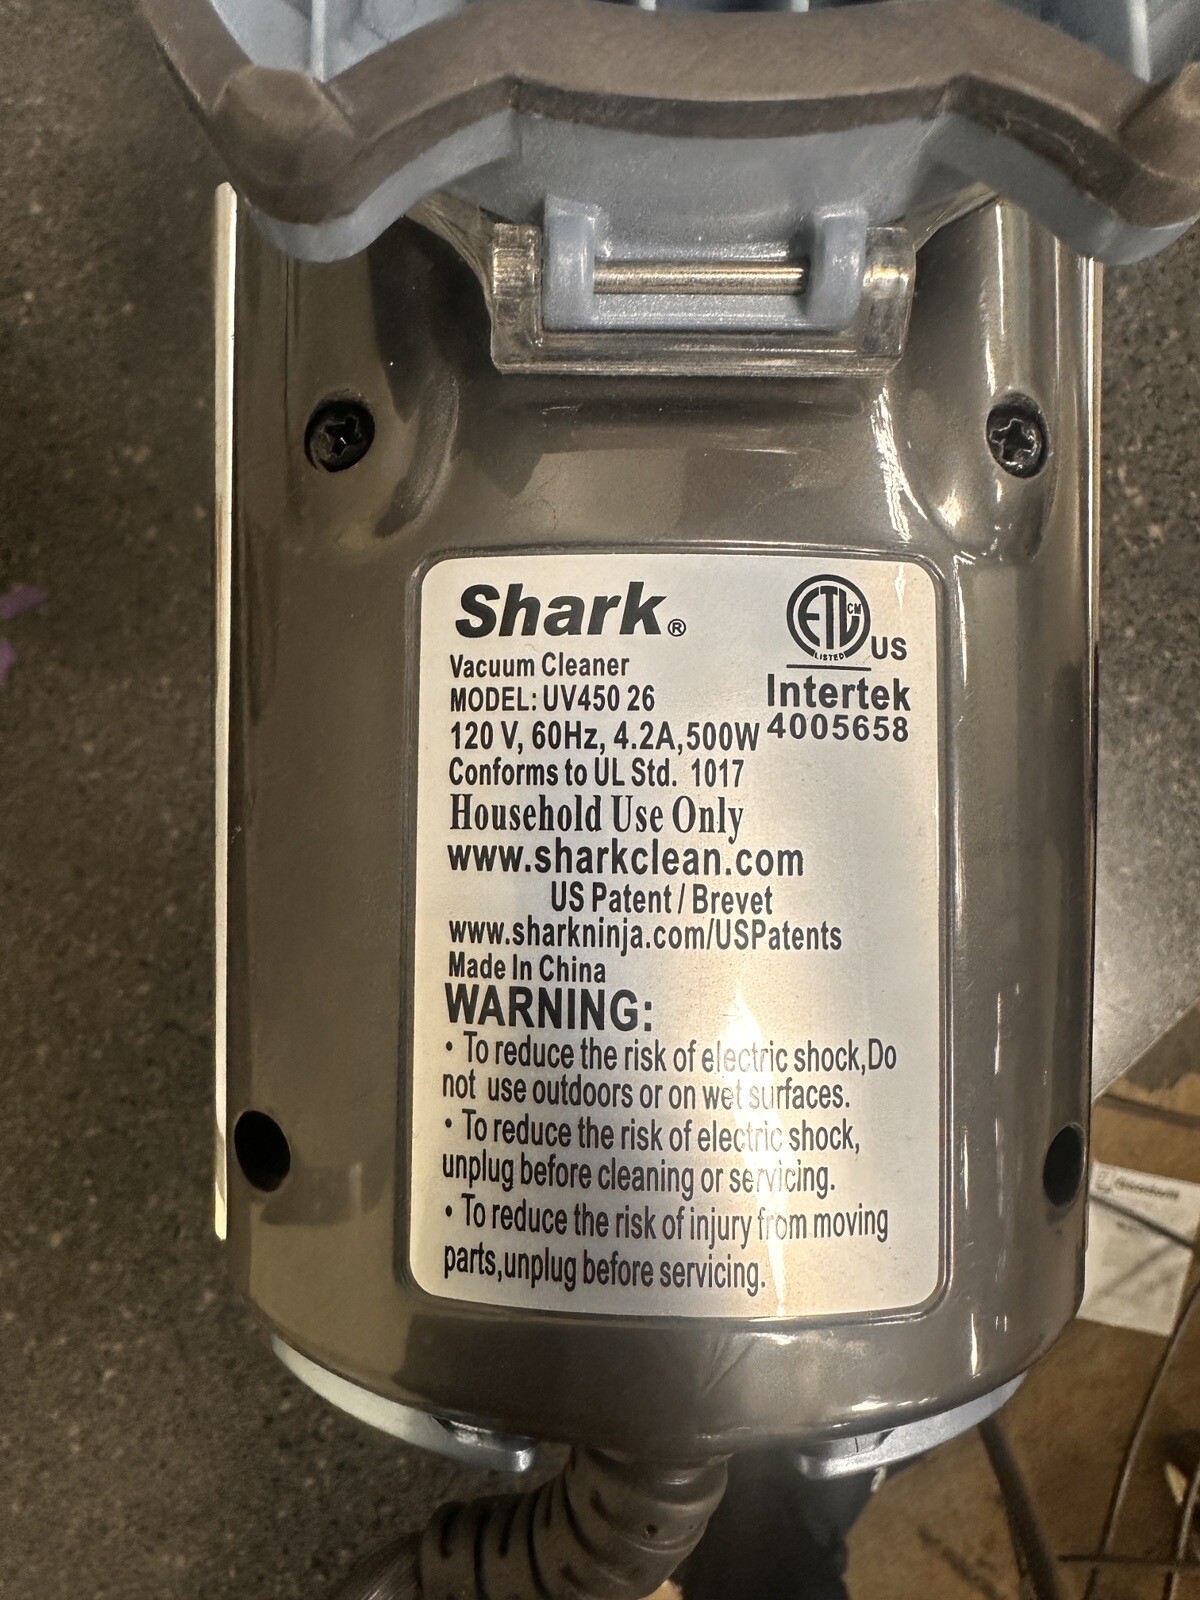 Shark®
Vacuum Cleaner
MODEL: UV450 26
120 V, 60Hz, 4.2A,500W
ETL CM
LISTED
US
Intertek
4005658
Conforms to UL Std. 1017
Household Use Only
www.sharkclean.com
US Patent / Brevet
www.sharkninja.com/USPatents
Made In China
WARNING:
• To reduce the risk of electric shock,Do
not use outdoors or on wet surfaces.
• To reduce the risk of electric shock,
unplug before cleaning or servicing.
• To reduce the risk of injury from moving
parts,unplug before servicing.